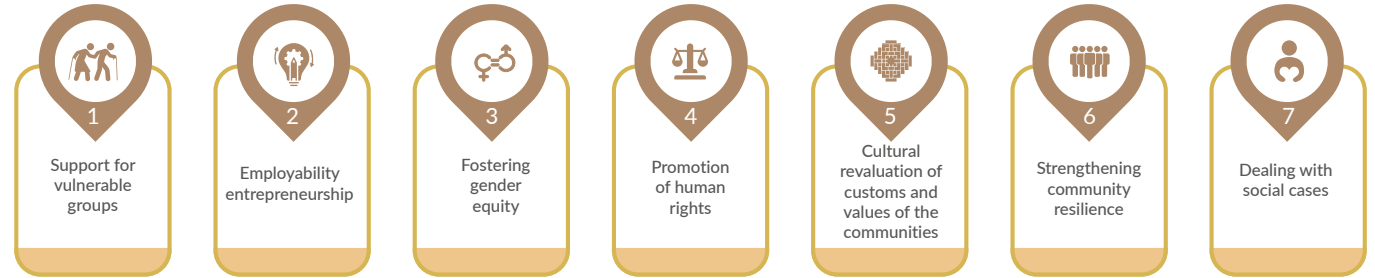 1
Support for
vulnerable
groups
2
Employability
entrepreneurship
3
Fostering
gender
equity
4
Promotion
of human
rights
5
Cultural
revaluation of
customs and
values of the
communities
6
Strengthening
community
resilience
7
Dealing with
social cases